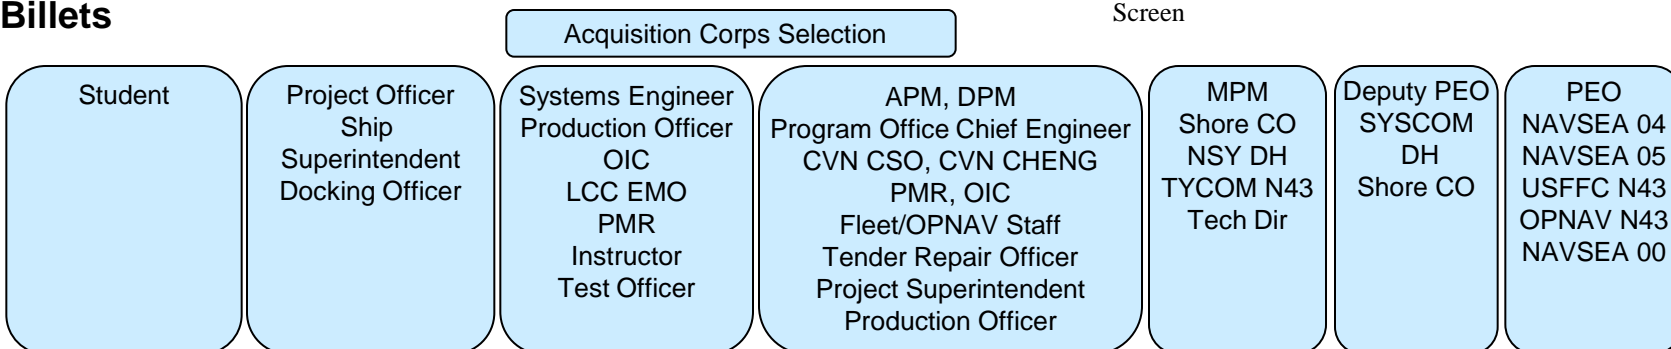 Billets
Screen
Acquisition Corps Selection
Student
Project Officer
Ship
Superintendent
Docking Officer
Systems Engineer
Production Officer
OIC
LCC EMO
PMR
Instructor
Test Officer
APM, DPM
Program Office Chief Engineer
CVN CSO, CVN CHENG
PMR, OIC
Fleet/OPNAV Staff
Tender Repair Officer
Project Superintendent
Production Officer
MPM
Shore CO
NSY DH
TYCOM N43
Tech Dir
Deputy PEO
SYSCOM
DH
Shore CO
PEO
NAVSEA 04
NAVSEA 05
USFFC N43
OPNAV N43
NAVSEA 00